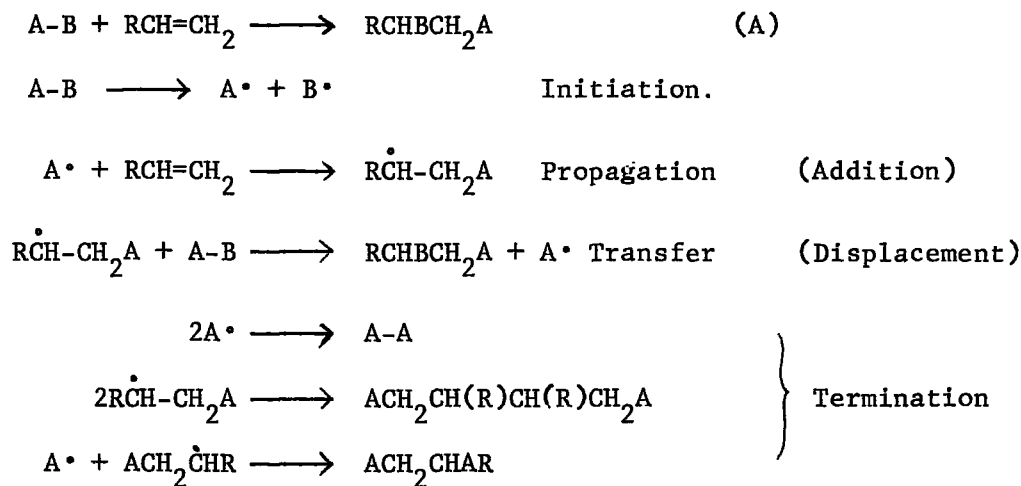 A-B + RCH=CH₂ ⟶ RCHBCH₂A (A)
A-B ⟶ A• + B• Initiation.
A• + RCH=CH₂ ⟶ RĊH-CH₂A Propagation (Addition)
RĊH-CH₂A + A-B ⟶ RCHBCH₂A + A• Transfer (Displacement)
2A• ⟶ A-A
2RĊH-CH₂A ⟶ ACH₂CH(R)CH(R)CH₂A Termination
A• + ACH₂ĊHR ⟶ ACH₂CHAR